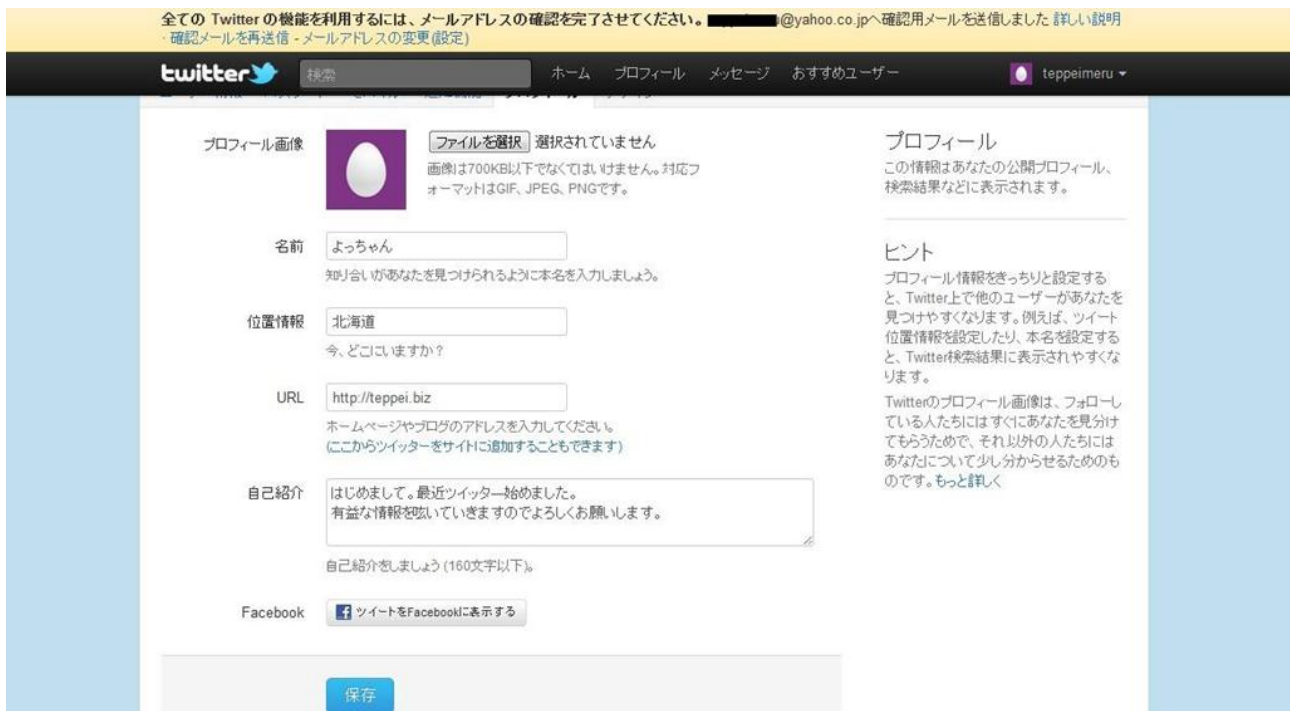 全ての Twitter の機能を利用するには、メールアドレスの確認を完了させてください。@yahoo.co.jpへ確認用メールを送信しました 詳しい説明
・確認メールを再送信 - メールアドレスの変更(設定)
twitter 検索 ホーム プロフィール メッセージ おすすめユーザー teppeimeru
プロフィール画像
ファイルを選択 選択されていません
画像は700KB以下でなくてはいけません。対応フ
ォーマットはGIF、JPEG、PNGです。
名前 よっちゃん
知り合いがあなたを見つけられるように本名を入力しましょう。
位置情報 北海道
今、どこにいますか？
URL http://teppei.biz
ホームページやブログのアドレスを入力してください。
(ここからツイッターをサイトに追加することもできます)
自己紹介 はじめまして。最近ツイッター始めました。
有益な情報を呟いていきますのでよろしくお願いします。
自己紹介をしましょう (160文字以下)。
Facebook ツイートをFacebookに表示する
保存
プロフィール
この情報はあなたの公開プロフィール、
検索結果などに表示されます。
ヒント
プロフィール情報をきっちりと設定する
と、Twitter上で他のユーザーがあなたを
見つけやすくなります。例えば、ツイート
位置情報を設定したり、本名を設定する
と、Twitter検索結果に表示されやすくな
ります。
Twitterのプロフィール画像は、フォローし
ている人たちにはすぐにあなたを見分け
てもらうためで、それ以外の人たちには
あなたについて少し分からせるためのも
のです。もっと詳しく